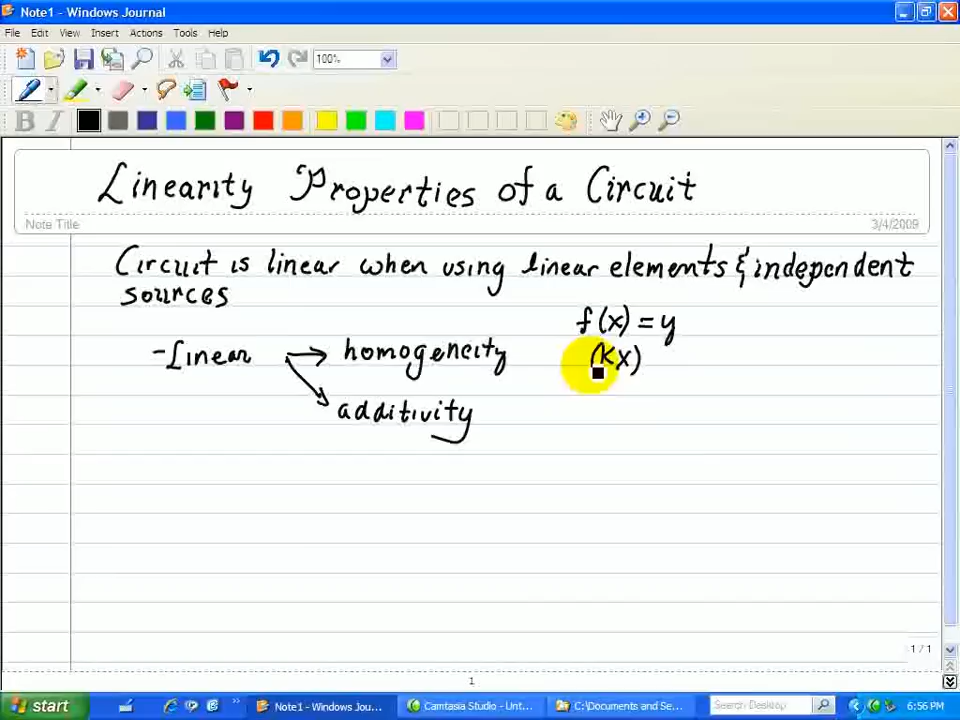 Note1 - Windows Journal
File Edit View Insert Actions Tools Help
100%
B I
Linearity Properties of a Circuit
Note Title 3/4/2009
Circuit is linear when using linear elements & independent
sources
f(x) = y
-Linear homogeneity (Kx)
additivity
1 / 1
1
start Note1 - Windows Jou... Camtasia Studio - Unt... C:\Documents and Se... Search Desktop 6:56 PM